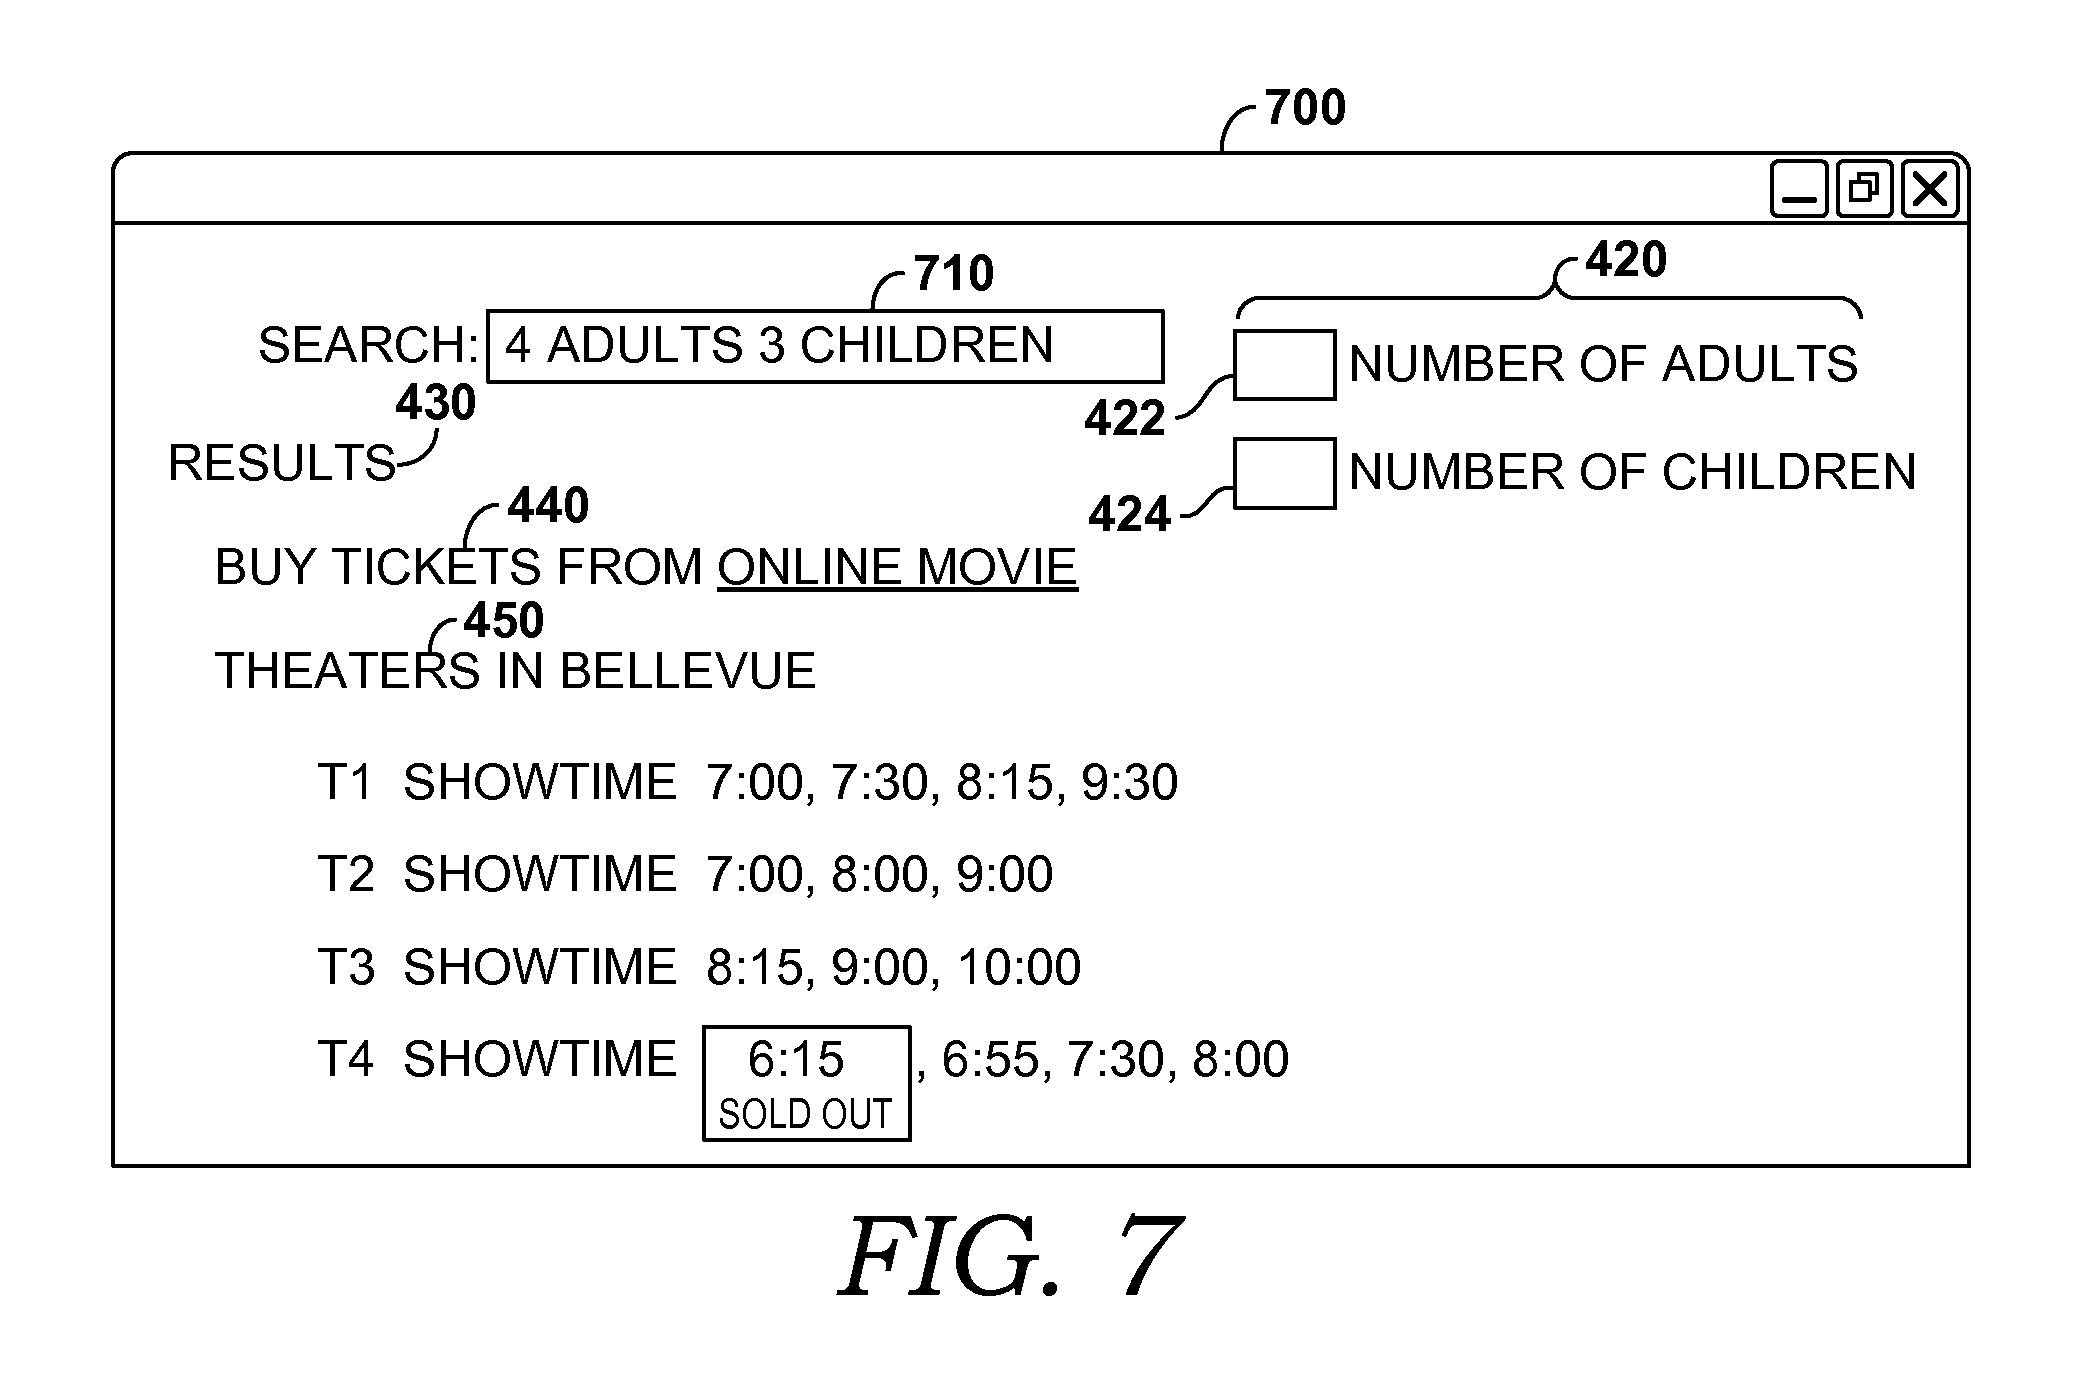 700
710
420
SEARCH: 4 ADULTS 3 CHILDREN
NUMBER OF ADULTS
430
422
RESULTS
NUMBER OF CHILDREN
440
424
BUY TICKETS FROM ONLINE MOVIE
450
THEATERS IN BELLEVUE
T1 SHOWTIME 7:00, 7:30, 8:15, 9:30
T2 SHOWTIME 7:00, 8:00, 9:00
T3 SHOWTIME 8:15, 9:00, 10:00
T4 SHOWTIME 6:15, 6:55, 7:30, 8:00
SOLD OUT
FIG. 7